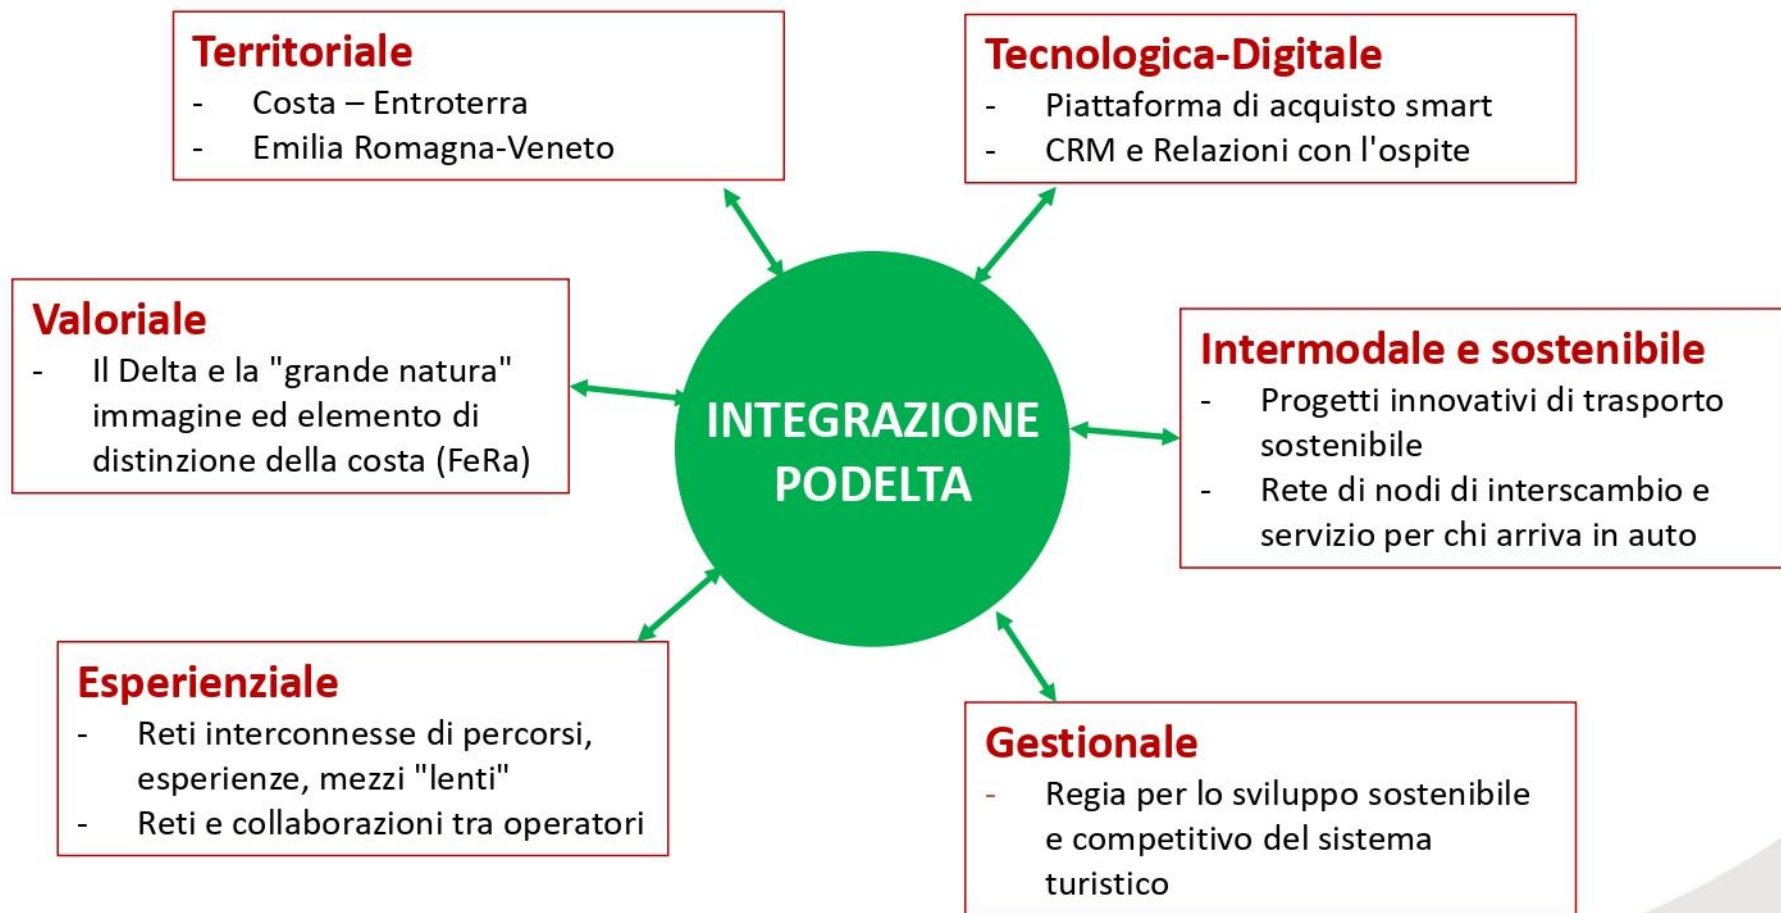 Territoriale
- Costa – Entroterra
- Emilia Romagna-Veneto
Tecnologica-Digitale
- Piattaforma di acquisto smart
- CRM e Relazioni con l'ospite
Valoriale
- Il Delta e la "grande natura"
immagine ed elemento di
distinzione della costa (FeRa)
INTEGRAZIONE
PODELTA
Intermodale e sostenibile
- Progetti innovativi di trasporto
sostenibile
- Rete di nodi di interscambio e
servizio per chi arriva in auto
Esperienziale
- Reti interconnesse di percorsi,
esperienze, mezzi "lenti"
- Reti e collaborazioni tra operatori
Gestionale
- Regia per lo sviluppo sostenibile
e competitivo del sistema
turistico